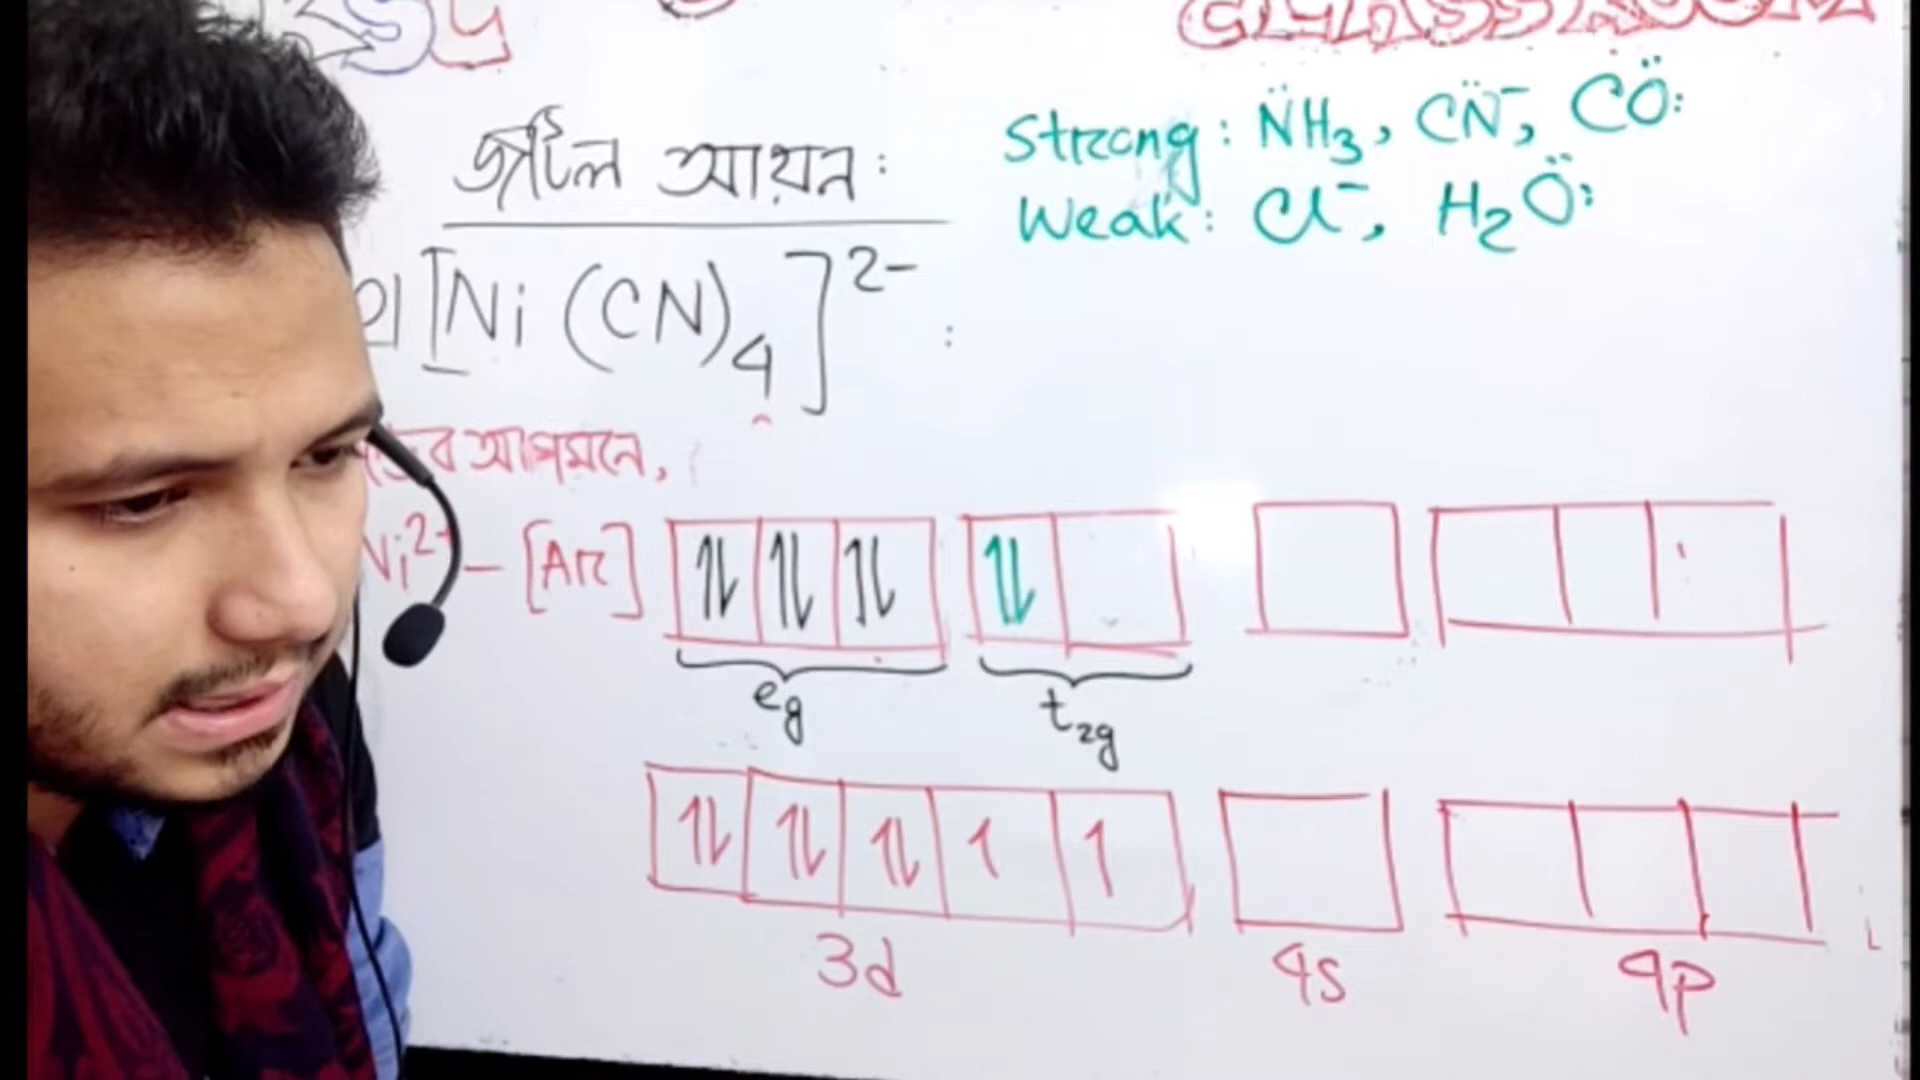 CLASSROOM
জটিল আয়ন:
Strong: NH₃, CN⁻, CO:
Weak: Cl⁻, H₂O:
[Ni(CN)₄]²⁻ :
আগমনে,
Ni²⁺ – [Ar] ⥮ ⥮ ⥮ ⥮
eg t₂g
⥮ ⥮ ⥮ ↿ ↿
3d 4s 4p